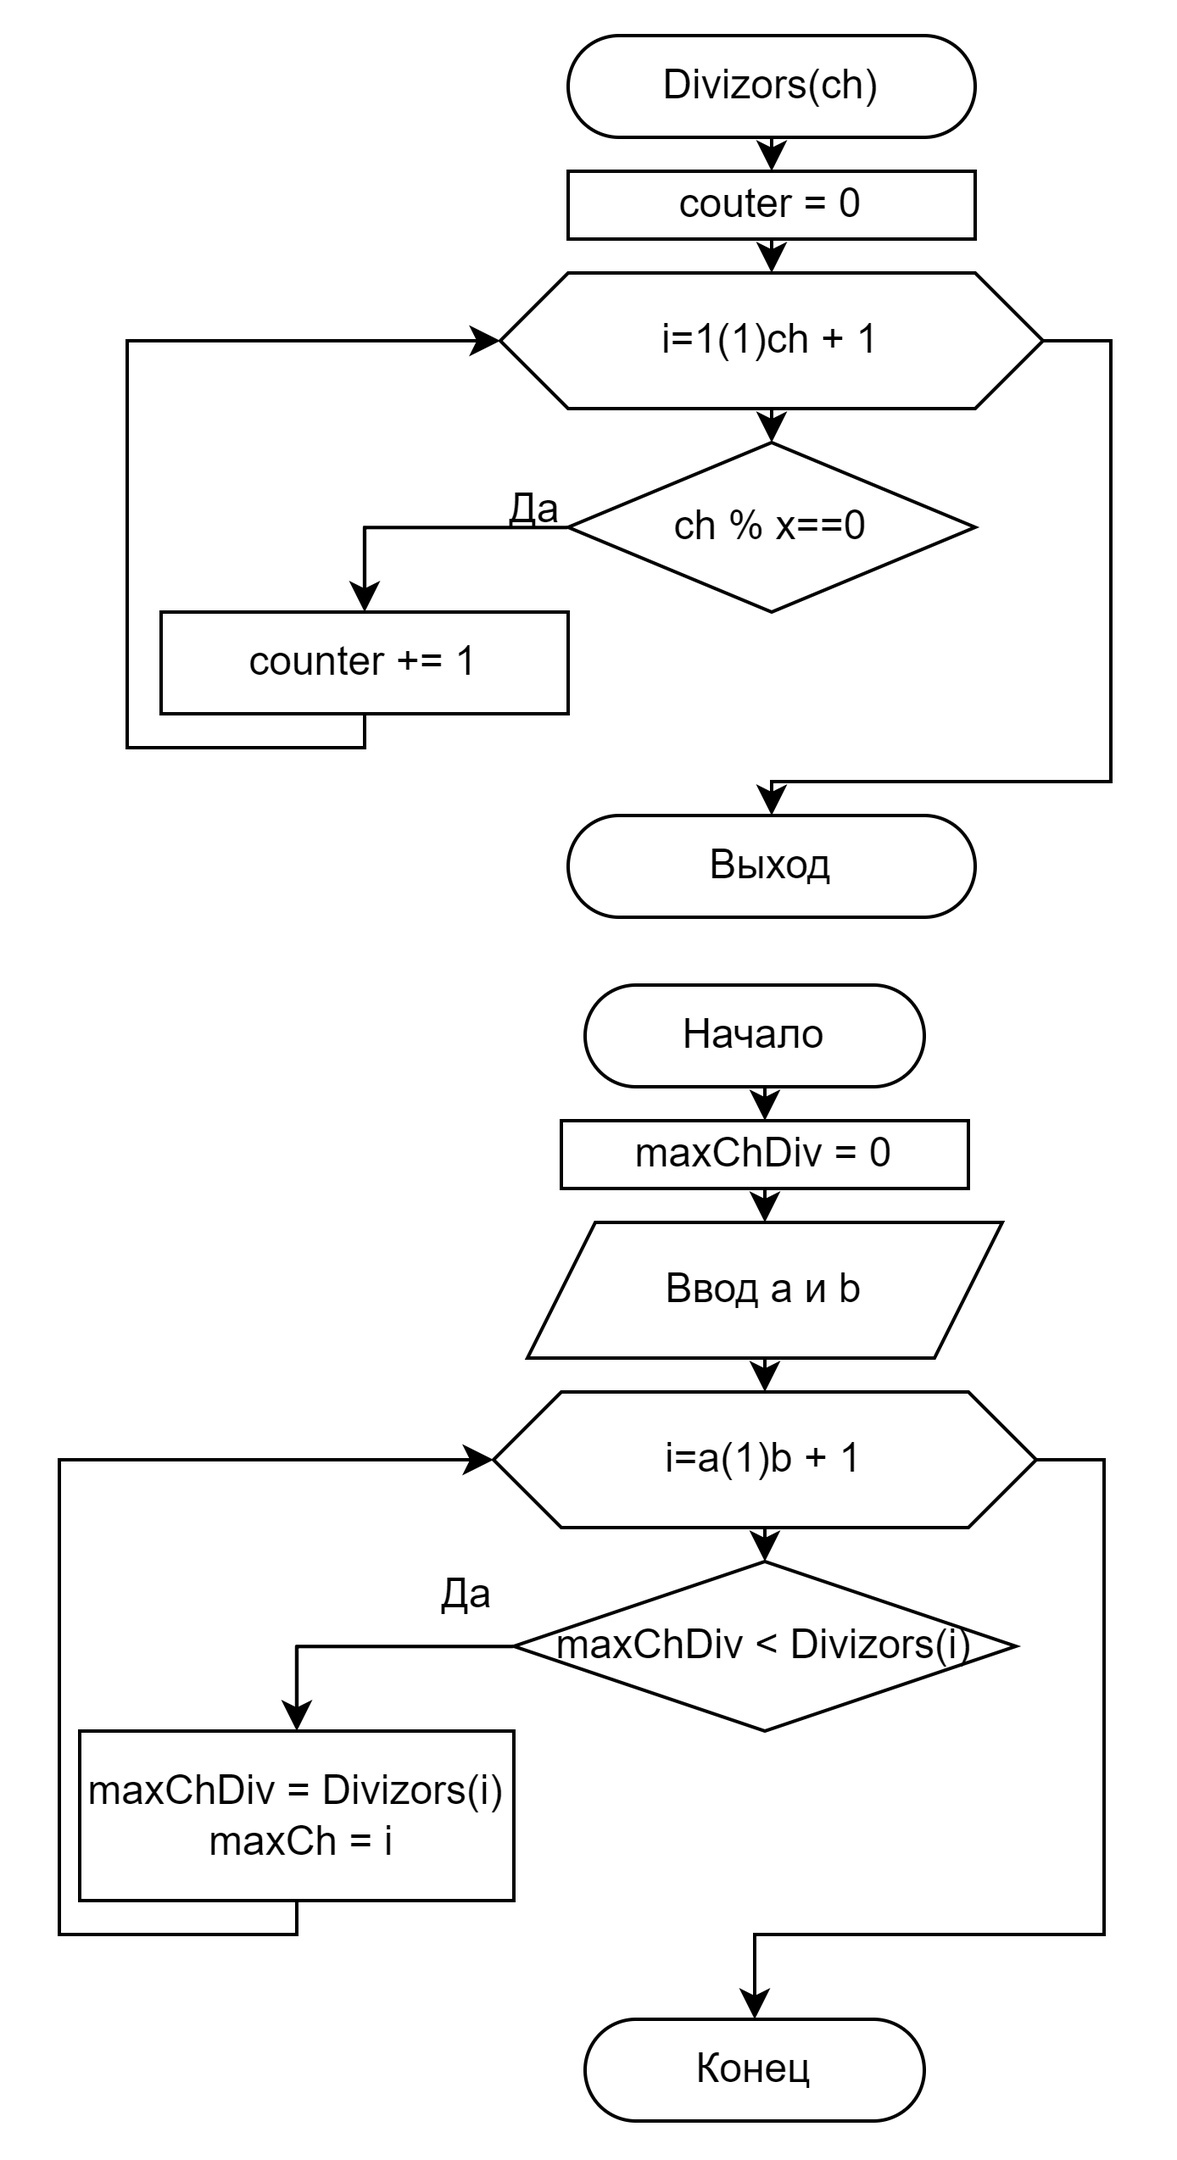 Divizors(ch)
couter = 0
i=1(1)ch + 1
Да
ch % x==0
counter += 1
Выход
Начало
maxChDiv = 0
Ввод a и b
i=a(1)b + 1
Да
maxChDiv < Divizors(i)
maxChDiv = Divizors(i)
maxCh = i
Конец